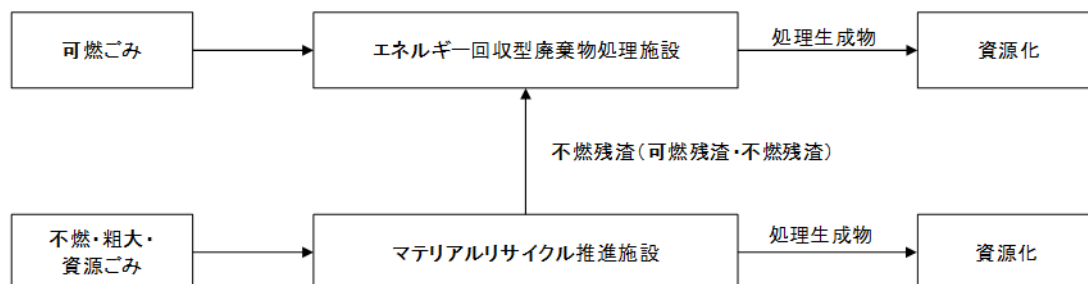 可燃ごみ
エネルギー回収型廃棄物処理施設
処理生成物
資源化
不燃残渣（可燃残渣・不燃残渣）
不燃・粗大・
資源ごみ
マテリアルリサイクル推進施設
処理生成物
資源化